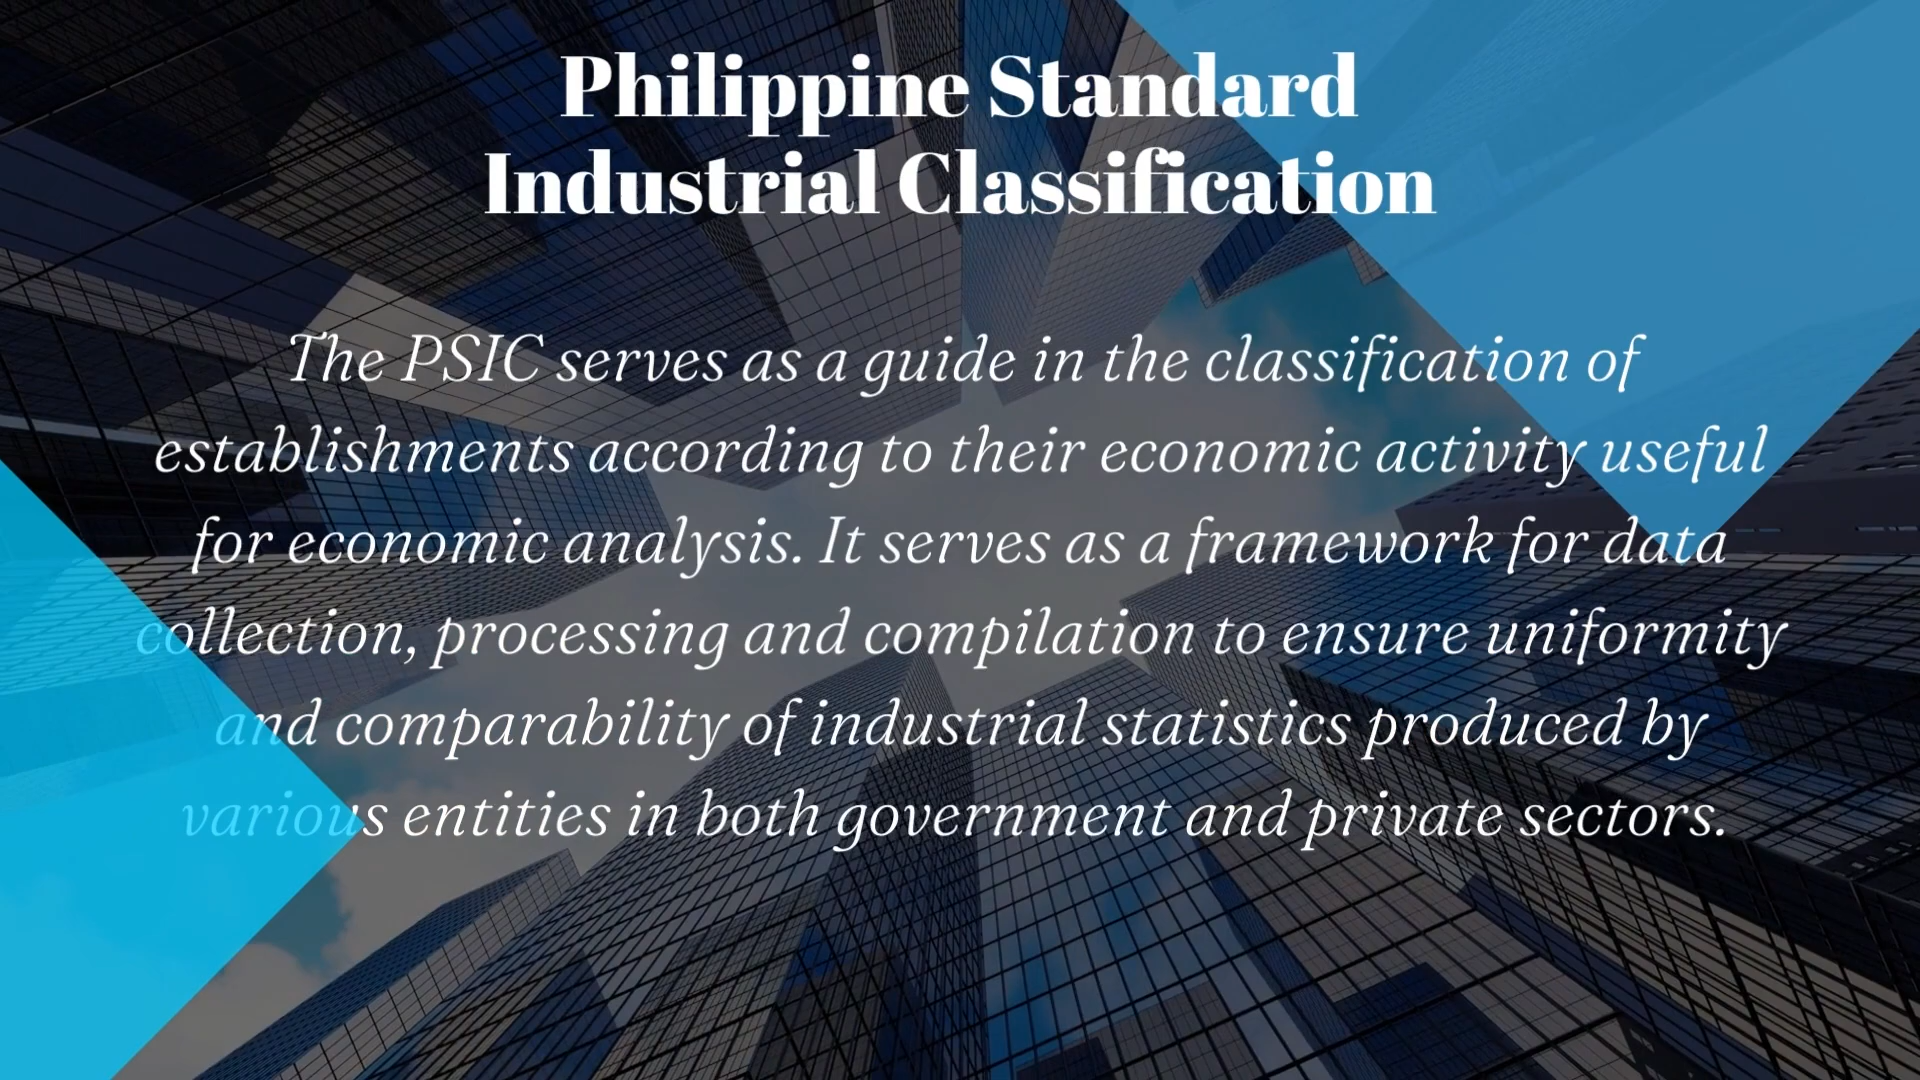 Philippine Standard
Industrial Classification
The PSIC serves as a guide in the classification of
establishments according to their economic activity useful
for economic analysis. It serves as a framework for data
collection, processing and compilation to ensure uniformity
and comparability of industrial statistics produced by
various entities in both government and private sectors.